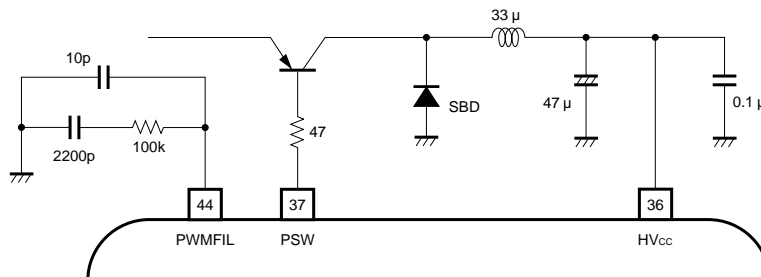 33 µ
10p
SBD
47 µ
0.1 µ
47
2200p
100k
44
37
36
PWMFIL
PSW
HVcc